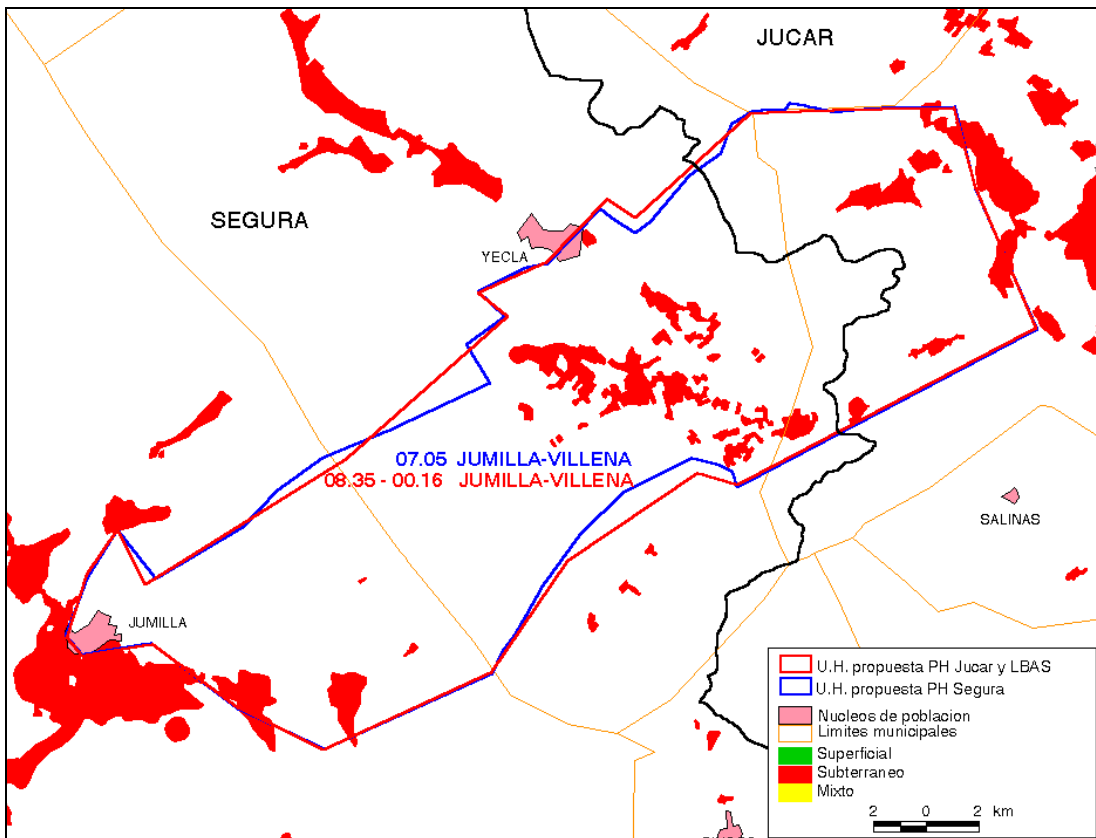 JUCAR
SEGURA
YECLA
07.05 JUMILLA-VILLENA
08.35 - 00.16 JUMILLA-VILLENA
SALINAS
JUMILLA
U.H. propuesta PH Jucar y LBAS
U.H. propuesta PH Segura
Nucleos de poblacion
Limites municipales
Superficial
Subterraneo
Mixto
2 0 2 km